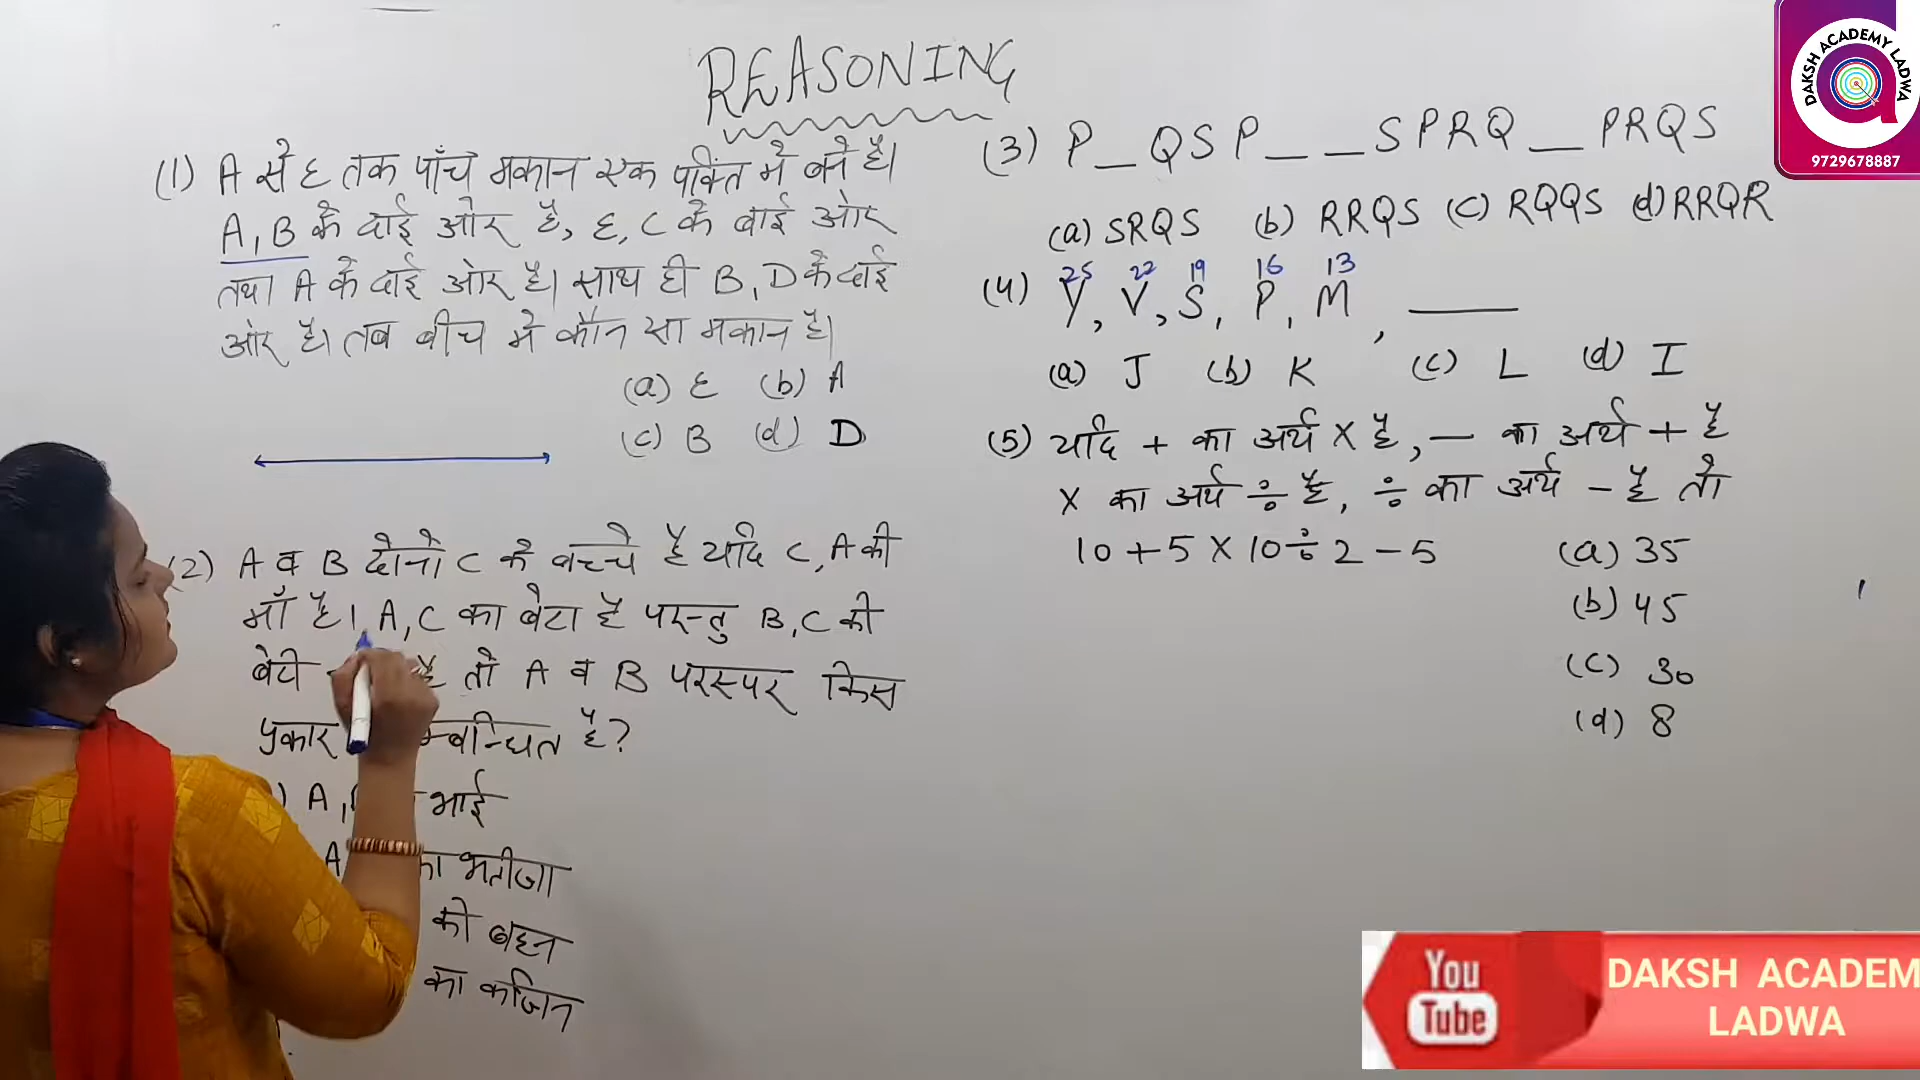 REASONING
(1) A से E तक पाँच मकान एक पंक्ति में बने है।
A, B के दाई ओर है, E, C के बाई ओर
तथा A के दाई ओर है। साथ ही B, D के दाई
ओर है। तब बीच में कौन सा मकान है।
(a) E (b) A
(c) B (d) D
(2) A व B दोनो C के बच्चे है यदि C, A की
माँ है। A, C का बेटा है परन्तु B, C की
बेटी है तो A व B परस्पर किस
प्रकार म्बन्धित है?
) A, भाई
A का भतीजा
की बहन
का कजिन
(3) P _ QSP _ _ SPRQ _ PRQS
(a) SRQS (b) RRQS (c) RQQS (d) RRQR
25 22 19 16 13
(4) Y, V, S, P, M, ____
(a) J (b) K (c) L (d) I
(5) यदि + का अर्थ × है, — का अर्थ + है
× का अर्थ ÷ है, ÷ का अर्थ - है तो
10 + 5 × 10 ÷ 2 - 5 (a) 35
(b) 45
(c) 30
(d) 8
DAKSH ACADEMY LADWA
9729678887
You Tube
DAKSH ACADEM
LADWA